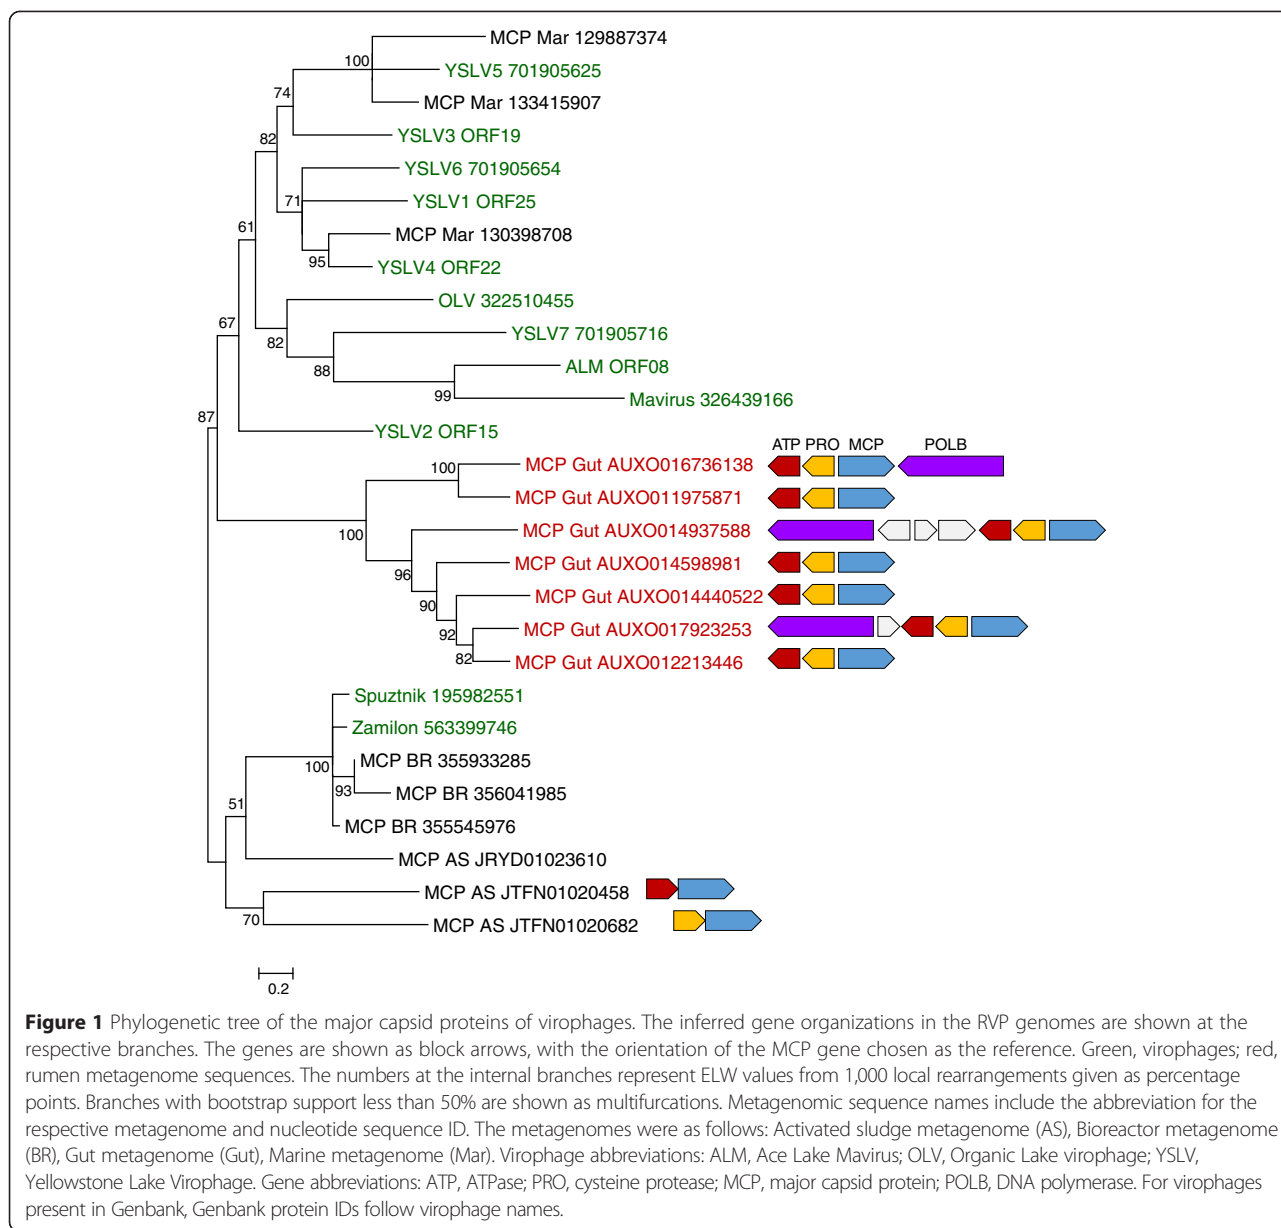 MCP Mar 129887374
100
YSLV5 701905625
74
MCP Mar 133415907
82
YSLV3 ORF19
YSLV6 701905654
71
YSLV1 ORF25
61
MCP Mar 130398708
95
YSLV4 ORF22
OLV 322510455
67
YSLV7 701905716
82
88
ALM ORF08
99
Mavirus 326439166
87
YSLV2 ORF15
ATP PRO MCP POLB
100
MCP Gut AUXO016736138
MCP Gut AUXO011975871
100
MCP Gut AUXO014937588
96
MCP Gut AUXO014598981
90
MCP Gut AUXO014440522
92
MCP Gut AUXO017923253
82
MCP Gut AUXO012213446
Spuztnik 195982551
Zamilon 563399746
100
MCP BR 355933285
93
MCP BR 356041985
51
MCP BR 355545976
MCP AS JRYD01023610
MCP AS JTFN01020458
70
MCP AS JTFN01020682
0.2
Figure 1 Phylogenetic tree of the major capsid proteins of virophages. The inferred gene organizations in the RVP genomes are shown at the
respective branches. The genes are shown as block arrows, with the orientation of the MCP gene chosen as the reference. Green, virophages; red,
rumen metagenome sequences. The numbers at the internal branches represent ELW values from 1,000 local rearrangements given as percentage
points. Branches with bootstrap support less than 50% are shown as multifurcations. Metagenomic sequence names include the abbreviation for the
respective metagenome and nucleotide sequence ID. The metagenomes were as follows: Activated sludge metagenome (AS), Bioreactor metagenome
(BR), Gut metagenome (Gut), Marine metagenome (Mar). Virophage abbreviations: ALM, Ace Lake Mavirus; OLV, Organic Lake virophage; YSLV,
Yellowstone Lake Virophage. Gene abbreviations: ATP, ATPase; PRO, cysteine protease; MCP, major capsid protein; POLB, DNA polymerase. For virophages
present in Genbank, Genbank protein IDs follow virophage names.